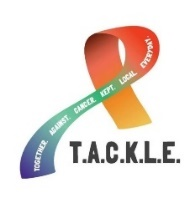 TOGETHER. AGAINST. CANCER. KEPT. LOCAL. EVERYDAY.
T.A.C.K.L.E.